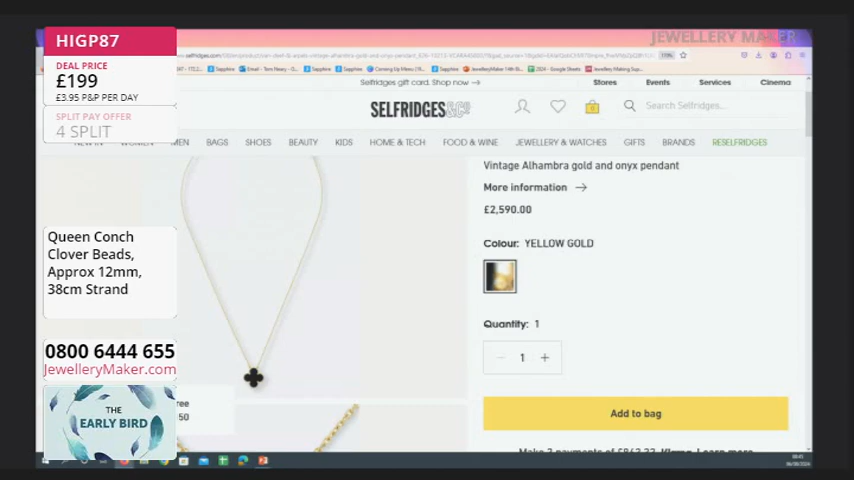 HIGP87
DEAL PRICE
£199
£3.95 P&P PER DAY
SPLIT PAY OFFER
4 SPLIT
Queen Conch
Clover Beads,
Approx 12mm,
38cm Strand
0800 6444 655
JewelleryMaker.com
THE
EARLY BIRD
JEWELLERY MAKER
Selfridges gift card. Shop now
Stores
Events
Services
Cinema
SELFRIDGES&Co
Search Selfridges...
MEN
BAGS
SHOES
BEAUTY
KIDS
HOME & TECH
FOOD & WINE
JEWELLERY & WATCHES
GIFTS
BRANDS
RESELFRIDGES
Vintage Alhambra gold and onyx pendant
More information
£2,590.00
Colour: YELLOW GOLD
Quantity: 1
1
Add to bag